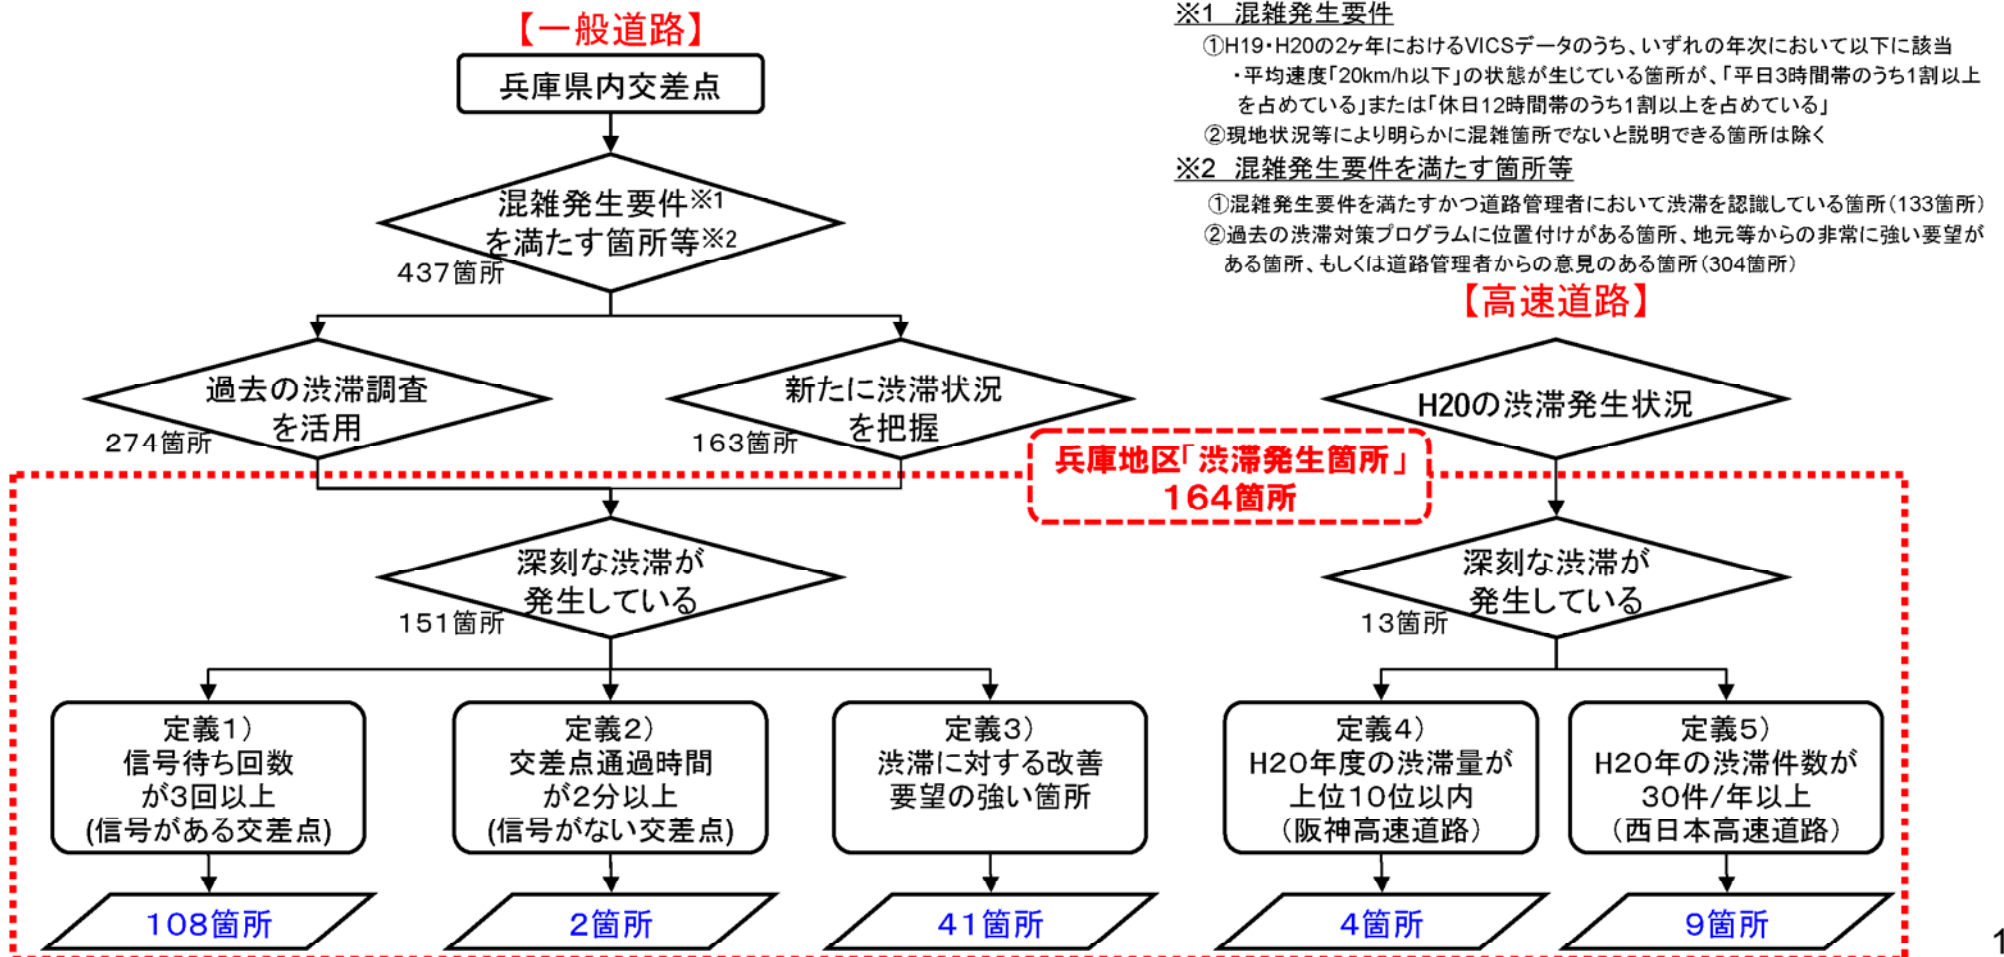 【一般道路】
兵庫県内交差点
混雑発生要件※1
を満たす箇所等※2
437箇所
過去の渋滞調査
を活用
274箇所
新たに渋滞状況
を把握
163箇所
※1 混雑発生要件
①H19・H20の2ヶ年におけるVICSデータのうち、いずれの年次において以下に該当
・平均速度「20km/h以下」の状態が生じている箇所が、「平日3時間帯のうち1割以上
を占めている」または「休日12時間帯のうち1割以上を占めている」
②現地状況等により明らかに混雑箇所でないと説明できる箇所は除く
※2 混雑発生要件を満たす箇所等
①混雑発生要件を満たすかつ道路管理者において渋滞を認識している箇所(133箇所)
②過去の渋滞対策プログラムに位置付けがある箇所、地元等からの非常に強い要望が
ある箇所、もしくは道路管理者からの意見のある箇所(304箇所)
【高速道路】
H20の渋滞発生状況
兵庫地区「渋滞発生箇所」
164箇所
深刻な渋滞が
発生している
151箇所
深刻な渋滞が
発生している
13箇所
定義1)
信号待ち回数
が3回以上
(信号がある交差点)
108箇所
定義2)
交差点通過時間
が2分以上
(信号がない交差点)
2箇所
定義3)
渋滞に対する改善
要望の強い箇所
41箇所
定義4)
H20年度の渋滞量が
上位10位以内
(阪神高速道路)
4箇所
定義5)
H20年の渋滞件数が
30件/年以上
(西日本高速道路)
9箇所
1